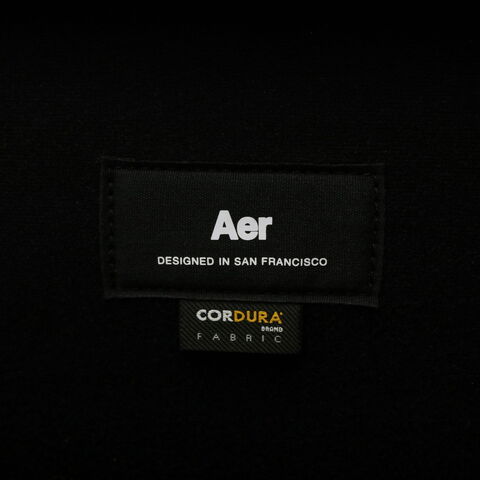 Aer
DESIGNED IN SAN FRANCISCO
CORDURA®
BRAND
FABRIC